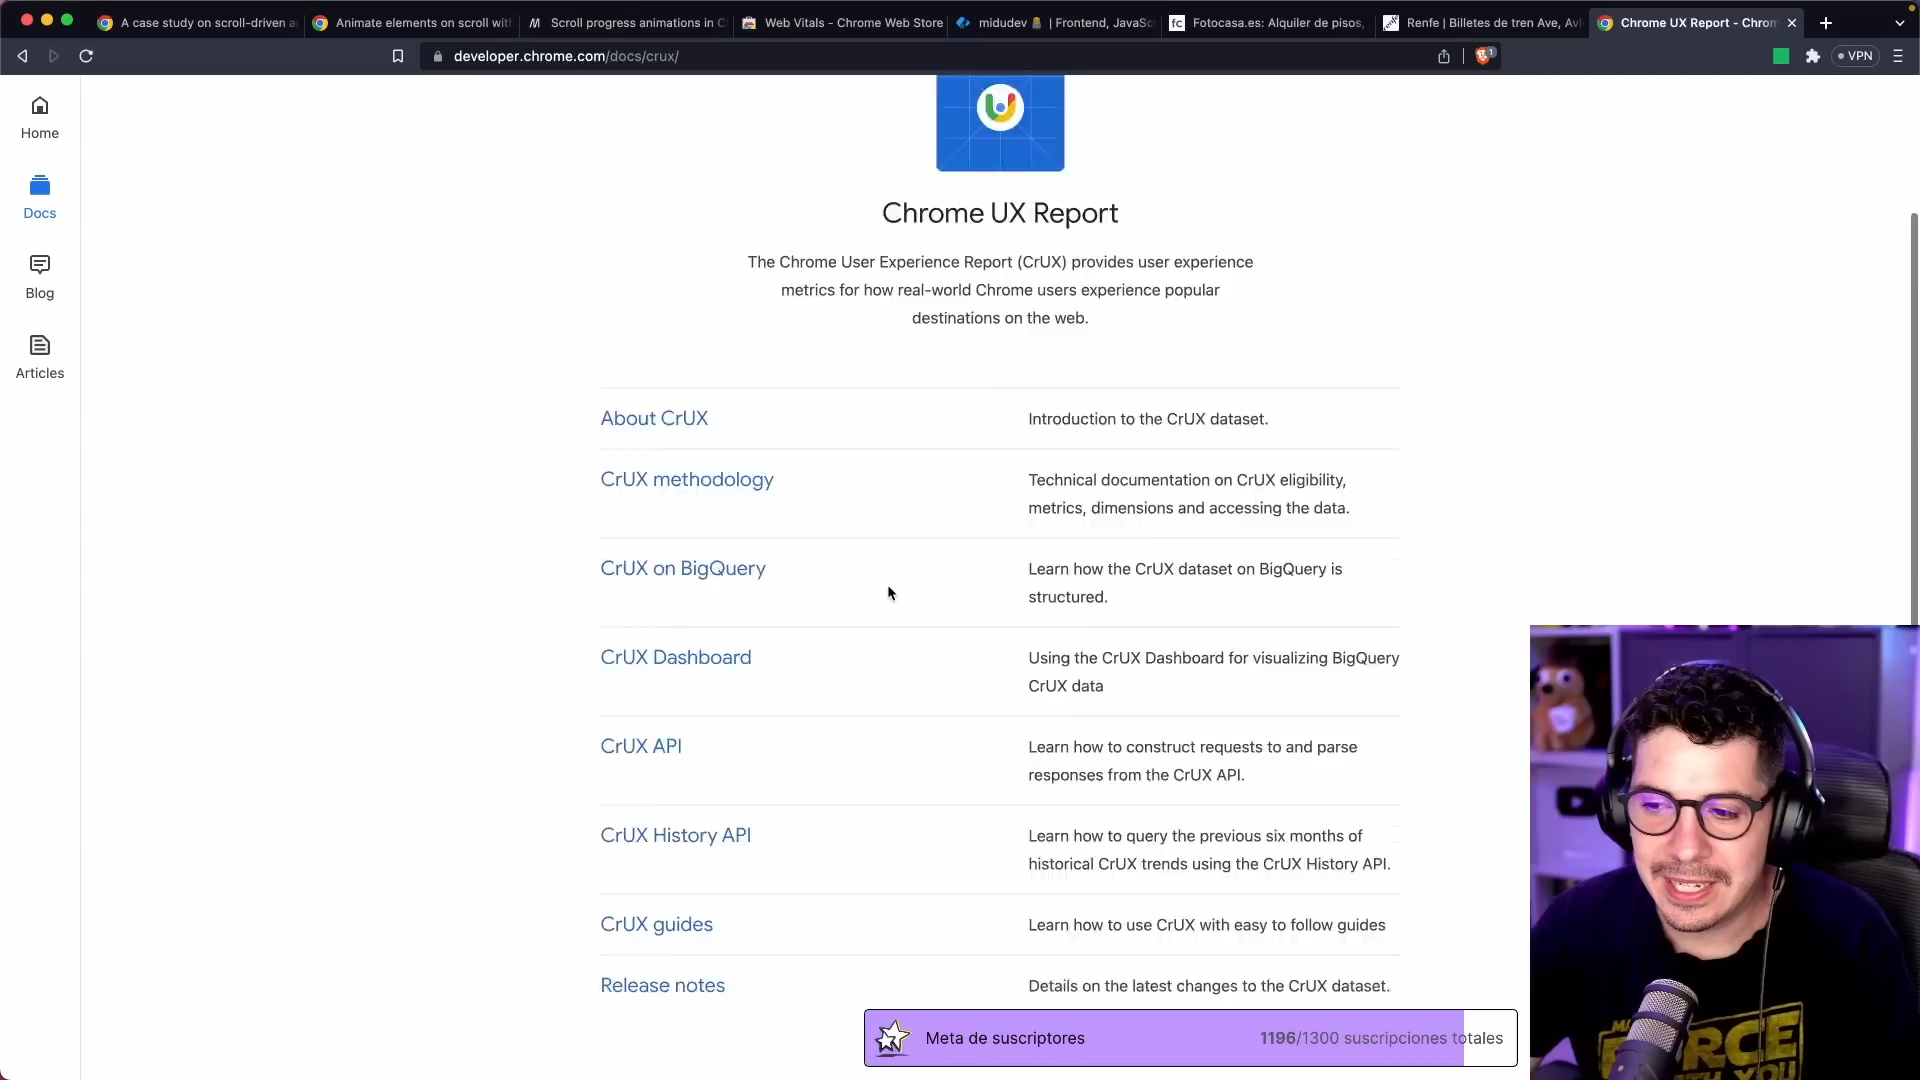 A case study on scroll-driven a
Animate elements on scroll wit
Scroll progress animations in C
Web Vitals - Chrome Web Store
midudev | Frontend, JavaSc
fc Fotocasa.es: Alquiler de pisos,
Renfe | Billetes de tren Ave, Av
Chrome UX Report - Chrom
developer.chrome.com/docs/crux/
1
VPN
Home
Docs
Blog
Articles
Chrome UX Report
The Chrome User Experience Report (CrUX) provides user experience
metrics for how real-world Chrome users experience popular
destinations on the web.
About CrUX
Introduction to the CrUX dataset.
CrUX methodology
Technical documentation on CrUX eligibility,
metrics, dimensions and accessing the data.
CrUX on BigQuery
Learn how the CrUX dataset on BigQuery is
structured.
CrUX Dashboard
Using the CrUX Dashboard for visualizing BigQuery
CrUX data
CrUX API
Learn how to construct requests to and parse
responses from the CrUX API.
CrUX History API
Learn how to query the previous six months of
historical CrUX trends using the CrUX History API.
CrUX guides
Learn how to use CrUX with easy to follow guides
Release notes
Details on the latest changes to the CrUX dataset.
Meta de suscriptores
1196/1300 suscripciones totales